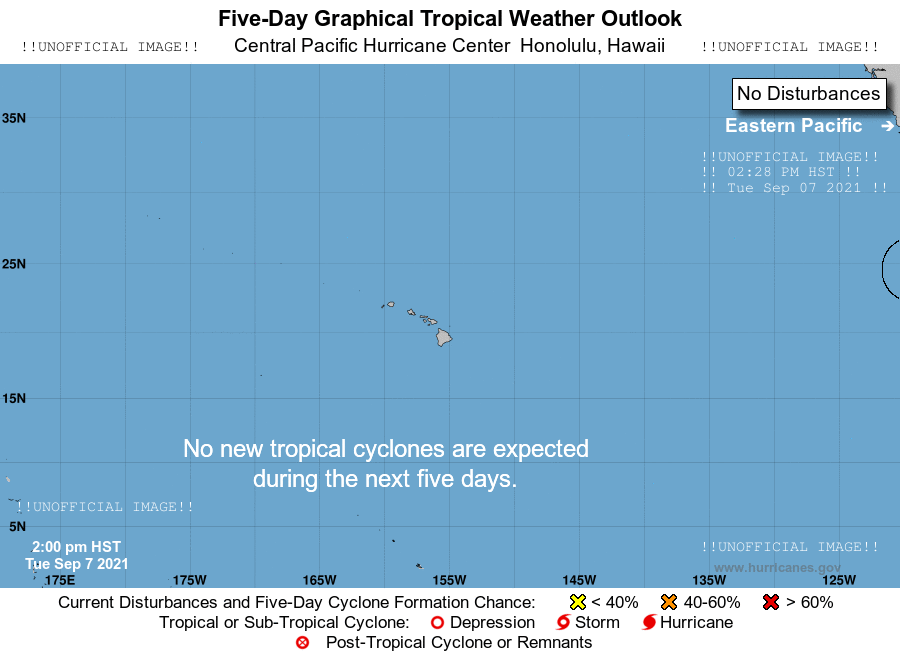 Five-Day Graphical Tropical Weather Outlook
!!UNOFFICIAL IMAGE!! Central Pacific Hurricane Center Honolulu, Hawaii !!UNOFFICIAL IMAGE!!
No Disturbances
35N
Eastern Pacific ➔
!!UNOFFICIAL IMAGE!!
!! 02:28 PM HST !!
!! Tue Sep 07 2021 !!
25N
15N
No new tropical cyclones are expected
during the next five days.
!!UNOFFICIAL IMAGE!!
5N
2:00 pm HST
Tue Sep 7 2021
!!UNOFFICIAL IMAGE!!
www.hurricanes.gov
175E 175W 165W 155W 145W 135W 125W
Current Disturbances and Five-Day Cyclone Formation Chance: < 40% 40-60% > 60%
Tropical or Sub-Tropical Cyclone: Depression Storm Hurricane
Post-Tropical Cyclone or Remnants